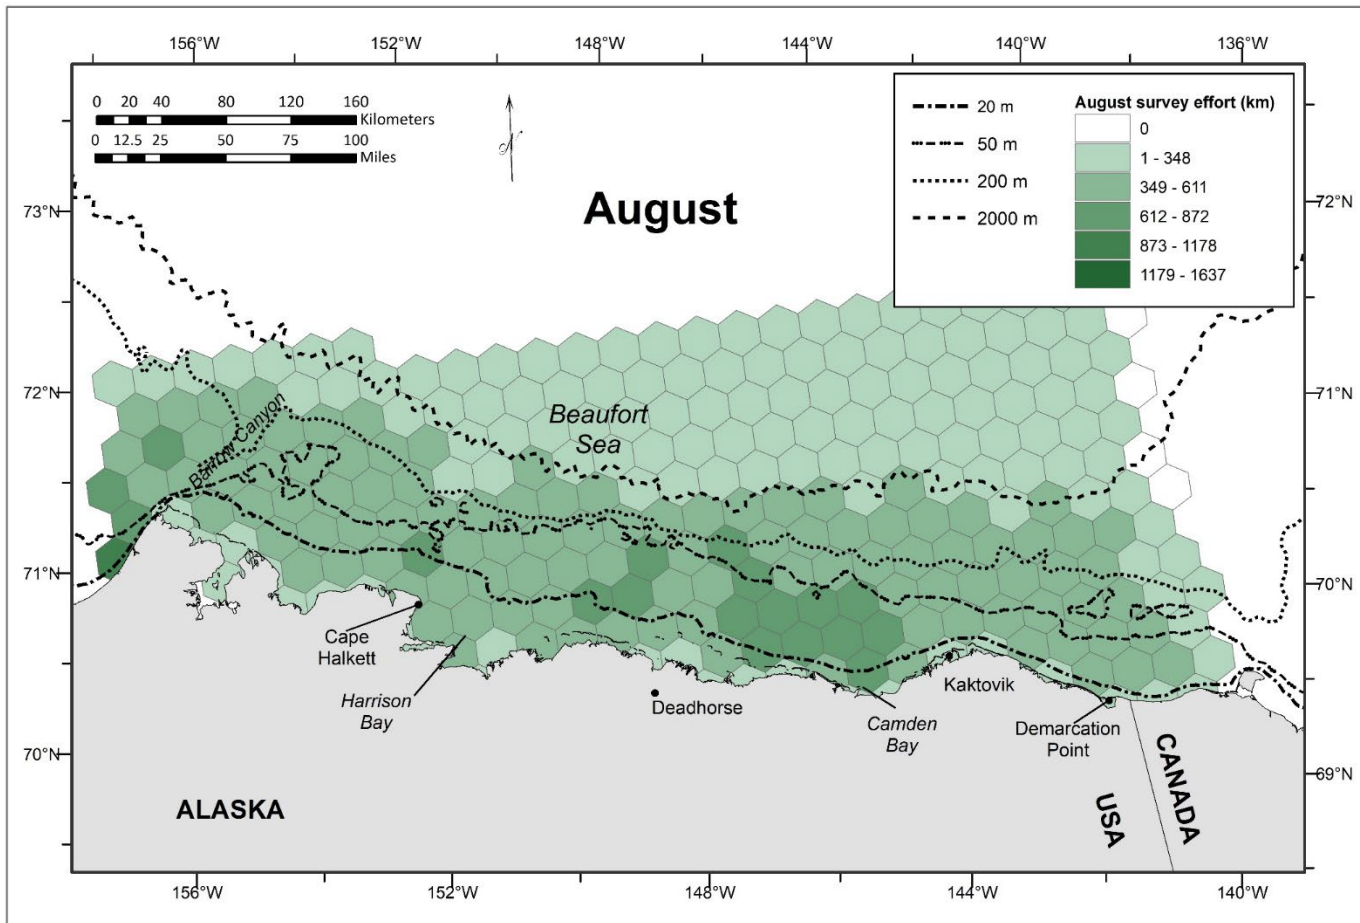 156°W 152°W 148°W 144°W 140°W 136°W
0 20 40 80 120 160
Kilometers
0 12.5 25 50 75 100
Miles
N
August
20 m
50 m
200 m
2000 m
August survey effort (km)
0
1 - 348
349 - 611
612 - 872
873 - 1178
1179 - 1637
73°N
72°N
72°N
71°N
71°N
70°N
70°N
69°N
Barrow Canyon
Beaufort
Sea
Cape
Halkett
Harrison
Bay
Deadhorse
Camden
Bay
Kaktovik
Demarcation
Point
ALASKA
USA
CANADA
156°W 152°W 148°W 144°W 140°W